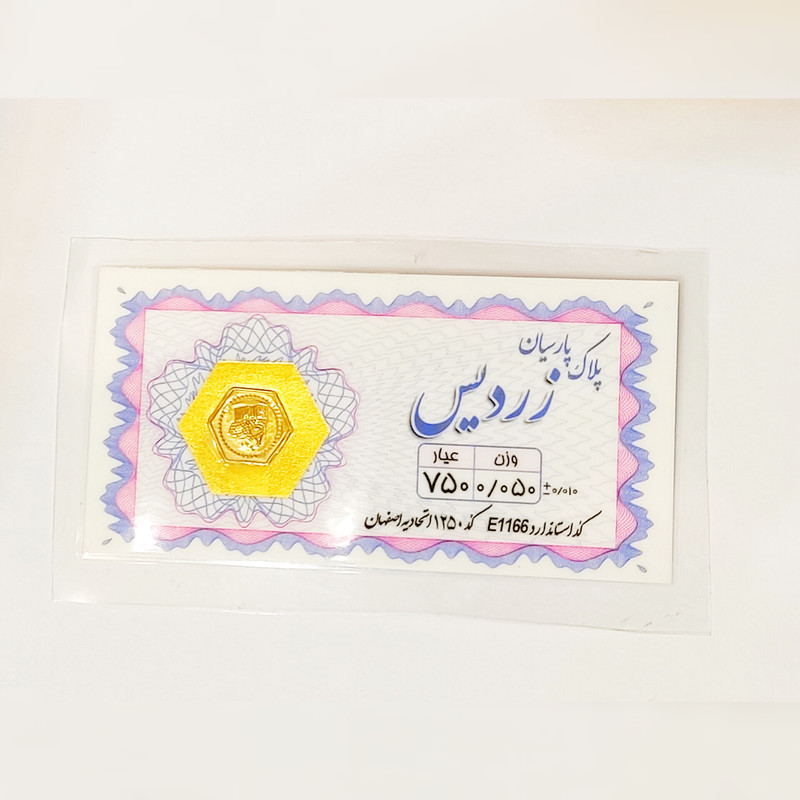 پلاک پارسیان
زردیس
وزن عیار
۰/۰۵۰ ۷۵۰ ±۰/۰۱۰
کد استاندارد E1166 کد ۱۲۵۰ اتحادیه اصفهان